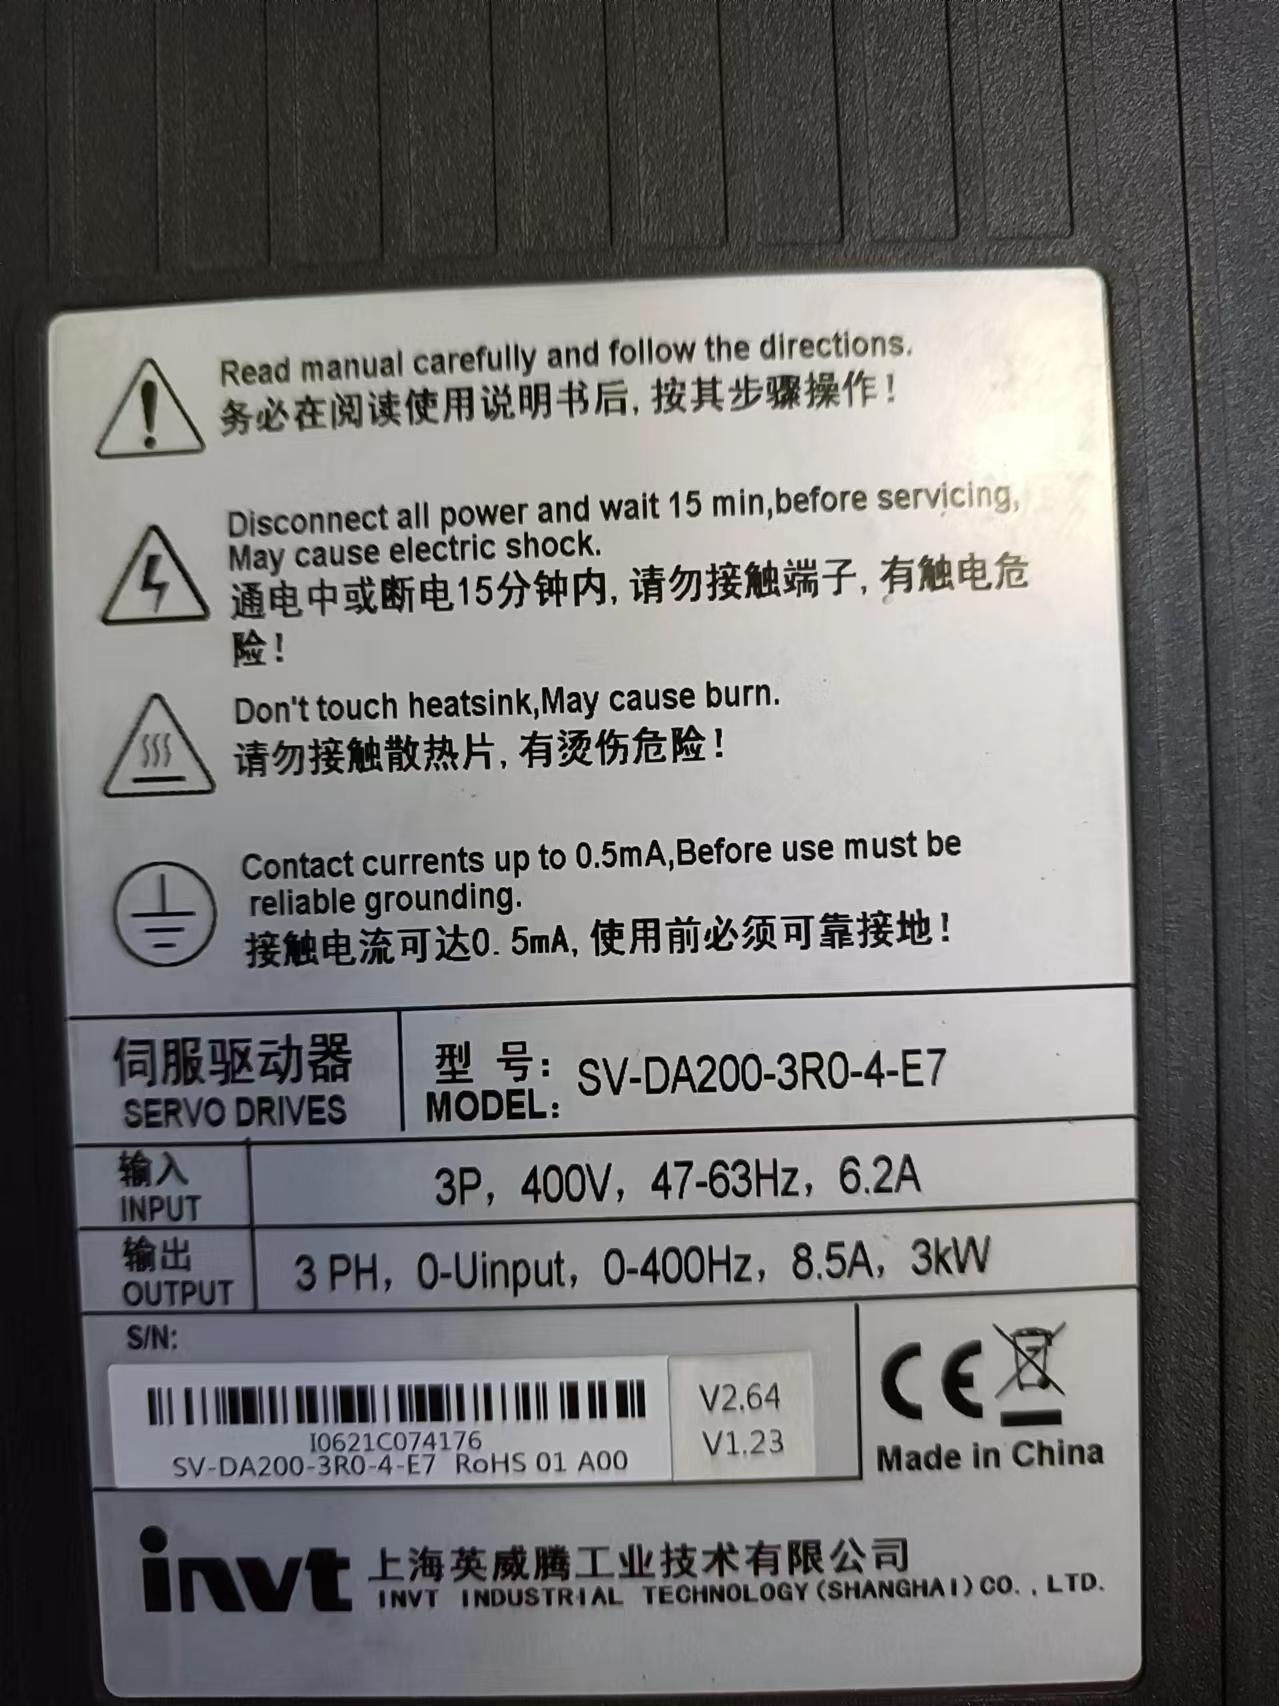 Read manual carefully and follow the directions.
务必在阅读使用说明书后, 按其步骤操作!
Disconnect all power and wait 15 min,before servicing,
May cause electric shock.
通电中或断电15分钟内, 请勿接触端子, 有触电危
险!
Don't touch heatsink,May cause burn.
请勿接触散热片, 有烫伤危险!
Contact currents up to 0.5mA,Before use must be
reliable grounding.
接触电流可达0.5mA, 使用前必须可靠接地!
伺服驱动器
SERVO DRIVES
型 号: SV-DA200-3R0-4-E7
MODEL:
输入
INPUT
3P, 400V, 47-63Hz, 6.2A
输出
OUTPUT
3 PH, 0-Uinput, 0-400Hz, 8.5A, 3kW
S/N:
I0621C074176
SV-DA200-3R0-4-E7 RoHS 01 A00
V2.64
V1.23
CE
Made in China
invt 上海英威腾工业技术有限公司
INVT INDUSTRIAL TECHNOLOGY(SHANGHAI)CO.,LTD.